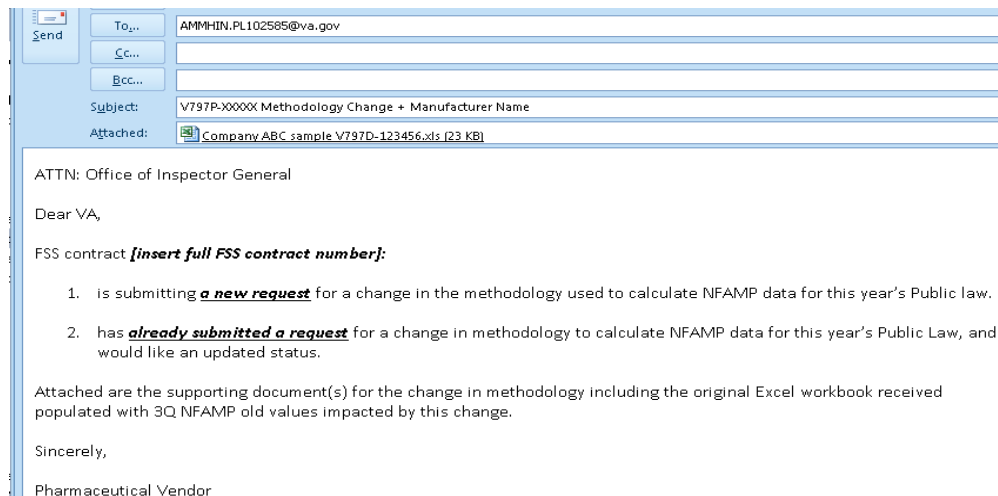 Send
To...
AMMHIN.PL102585@va.gov
Cc...
Bcc...
Subject:
V797P-XXXXX Methodology Change + Manufacturer Name
Attached:
Company ABC sample V797D-123456.xls (23 KB)
ATTN: Office of Inspector General
Dear VA,
FSS contract [insert full FSS contract number]:
1. is submitting a new request for a change in the methodology used to calculate NFAMP data for this year's Public law.
2. has already submitted a request for a change in methodology to calculate NFAMP data for this year's Public Law, and
would like an updated status.
Attached are the supporting document(s) for the change in methodology including the original Excel workbook received
populated with 3Q NFAMP old values impacted by this change.
Sincerely,
Pharmaceutical Vendor